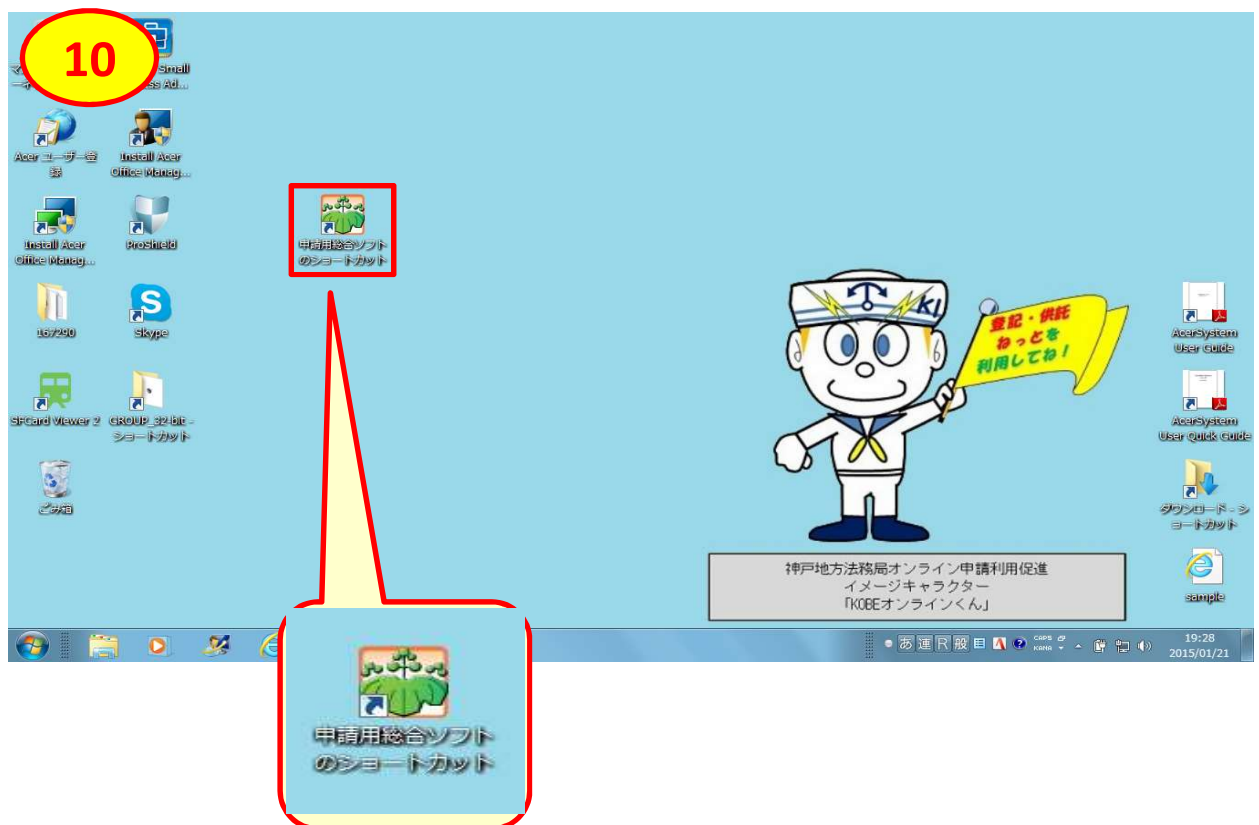 10
Small
ess Ad...
Acer ユーザー登
録
Install Acer
Office Manag...
Install Acer
Office Manag...
ProShield
167290
Skype
SFCard Viewer 2
GROUP_32-bit -
ショートカット
ごみ箱
申請用総合ソフト
のショートカット
KI
登記・供託
ねっとを
利用してね!
神戸地方法務局オンライン申請利用促進
イメージキャラクター
「KOBEオンラインくん」
AcerSystem
User Guide
AcerSystem
User Quick Guide
ダウンロード - シ
ョートカット
sample
あ 連 R 般
CAPS
KANA
19:28
2015/01/21
申請用総合ソフト
のショートカット